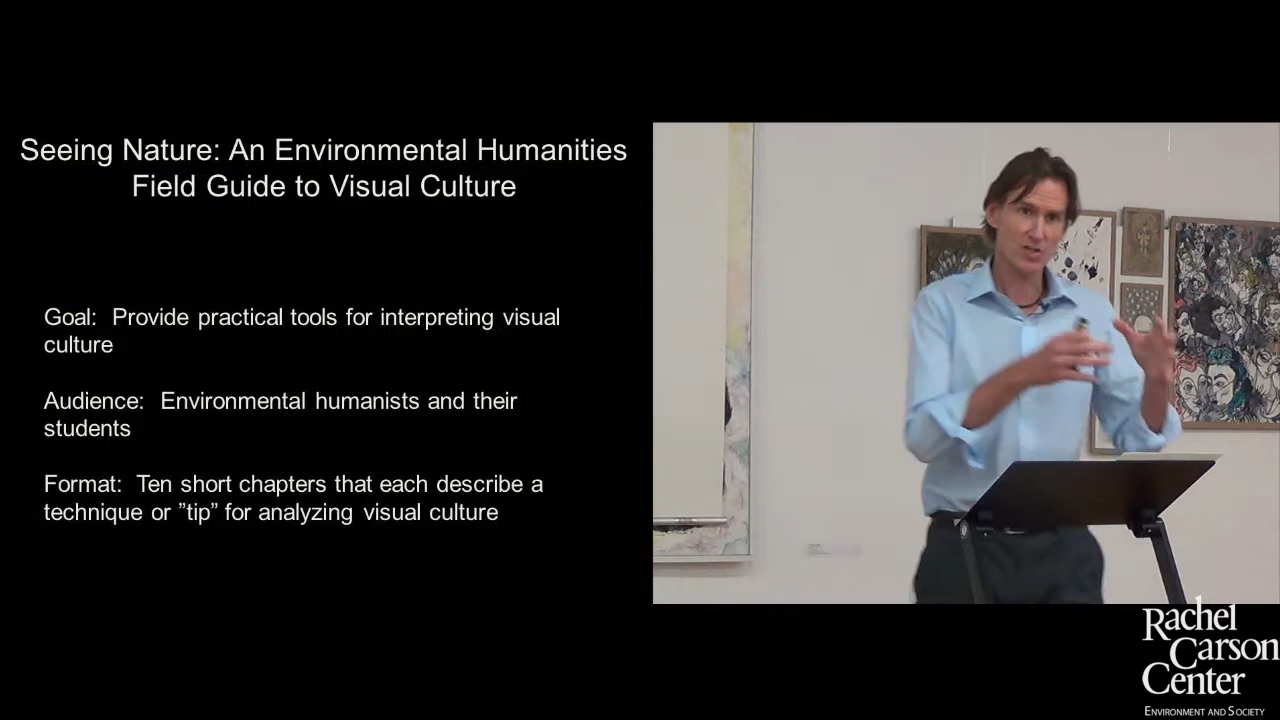 Seeing Nature: An Environmental Humanities
Field Guide to Visual Culture
Goal:  Provide practical tools for interpreting visual
culture
Audience:  Environmental humanists and their
students
Format:  Ten short chapters that each describe a
technique or ”tip” for analyzing visual culture
Rachel
Carson
Center
Environment and Society